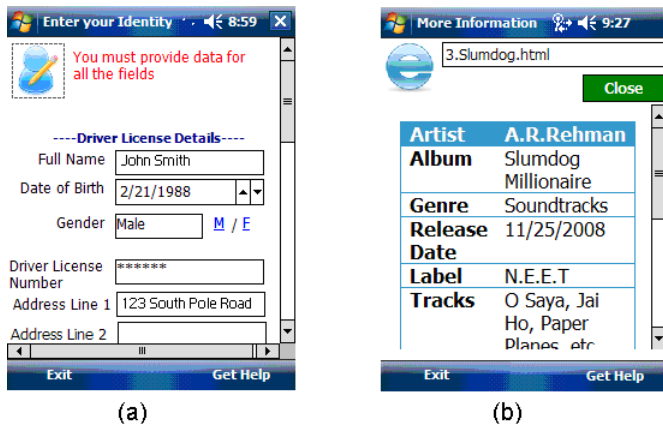 Enter your Identity 8:59
You must provide data for
all the fields
----Driver License Details----
Full Name John Smith
Date of Birth 2/21/1988
Gender Male M / F
Driver License
Number ******
Address Line 1 123 South Pole Road
Address Line 2
Exit Get Help
(a)
More Information 9:27
3.Slumdog.html
Close
Artist A.R.Rehman
Album Slumdog
Millionaire
Genre Soundtracks
Release 11/25/2008
Date
Label N.E.E.T
Tracks O Saya, Jai
Ho, Paper
Planes, etc
Exit Get Help
(b)